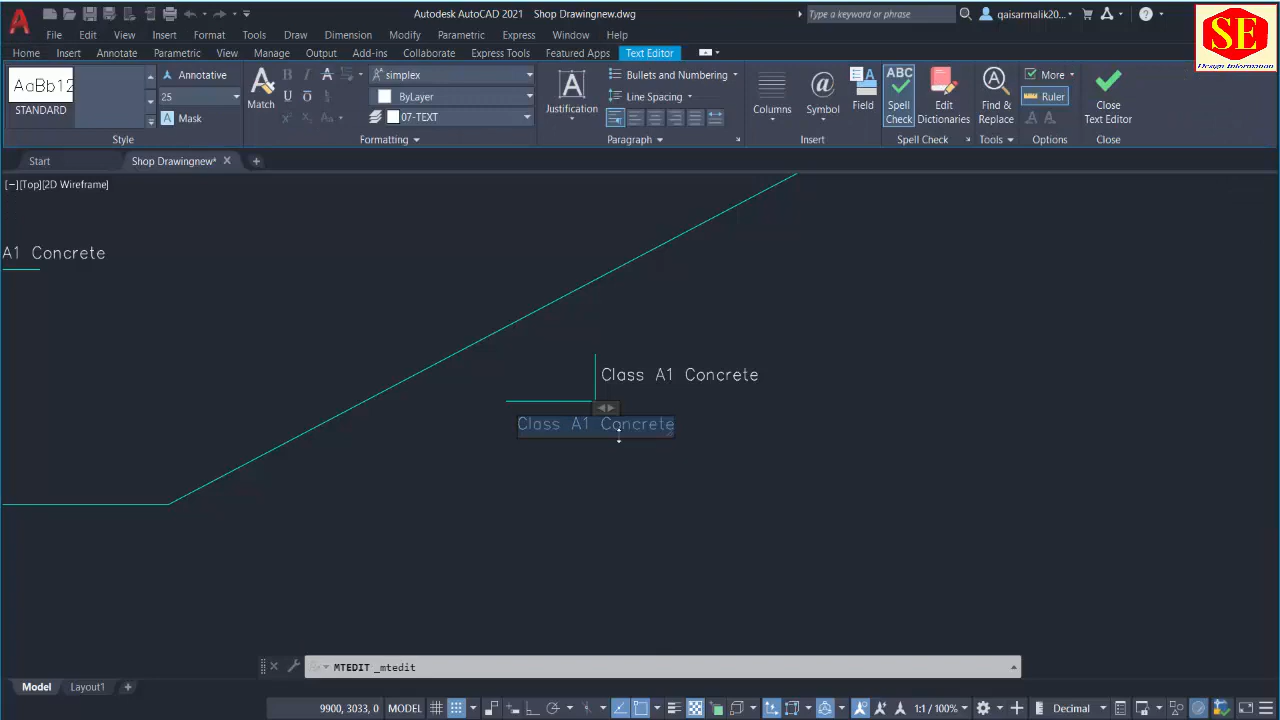 Autodesk AutoCAD 2021 Shop Drawingnew.dwg
Type a keyword or phrase
qaisarmalik20...
SE
Design Information
File Edit View Insert Format Tools Draw Dimension Modify Parametric Express Window Help
Home Insert Annotate Parametric View Manage Output Add-ins Collaborate Express Tools Featured Apps Text Editor
AaBb12
STANDARD
Annotative
25
Mask
Style
Match
simplex
ByLayer
07-TEXT
Formatting
Justification
Bullets and Numbering
Line Spacing
Paragraph
Columns
Symbol
Field
Insert
ABC
Spell
Check
Edit
Dictionaries
Spell Check
Find &
Replace
Tools
More
Ruler
Options
Close
Text Editor
Close
Start
Shop Drawingnew*
[−][Top][2D Wireframe]
A1 Concrete
Class A1 Concrete
Class A1 Concrete
MTEDIT _mtedit
Model Layout1
9900, 3033, 0 MODEL
1:1 / 100%
Decimal